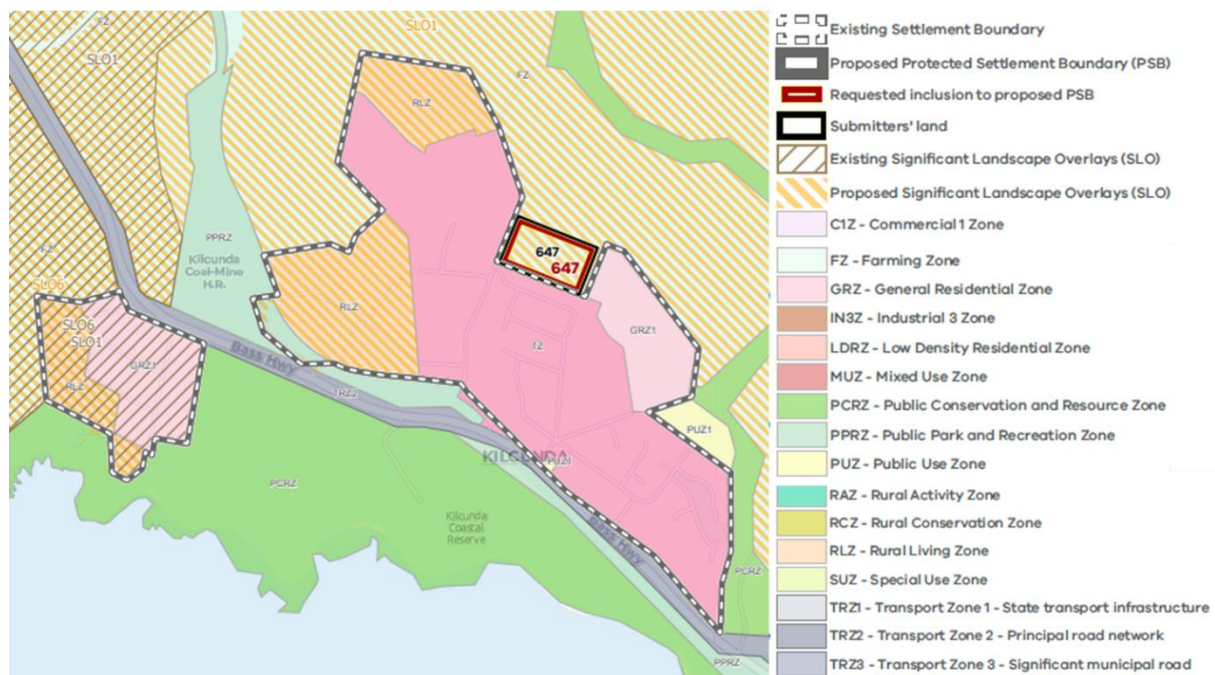 FZ
SLO1
SLO1
FZ
RLZ
PPRZ
Kilcunda
Coal-Mine
H.R.
647
647
FZ
SLO6
RLZ
GRZ1
SLO6
SLO1
GRZ1
TZ
Bass Hwy
RLZ
TRZ2
PUZ1
KILCUNDA
PUZ1
PCRZ
Kilcunda
Coastal
Reserve
Bass Hwy
PCRZ
PPRZ
Existing Settlement Boundary
Proposed Protected Settlement Boundary (PSB)
Requested inclusion to proposed PSB
Submitters' land
Existing Significant Landscape Overlays (SLO)
Proposed Significant Landscape Overlays (SLO)
C1Z - Commercial 1 Zone
FZ - Farming Zone
GRZ - General Residential Zone
IN3Z - Industrial 3 Zone
LDRZ - Low Density Residential Zone
MUZ - Mixed Use Zone
PCRZ - Public Conservation and Resource Zone
PPRZ - Public Park and Recreation Zone
PUZ - Public Use Zone
RAZ - Rural Activity Zone
RCZ - Rural Conservation Zone
RLZ - Rural Living Zone
SUZ - Special Use Zone
TRZ1 - Transport Zone 1 - State transport infrastructure
TRZ2 - Transport Zone 2 - Principal road network
TRZ3 - Transport Zone 3 - Significant municipal road